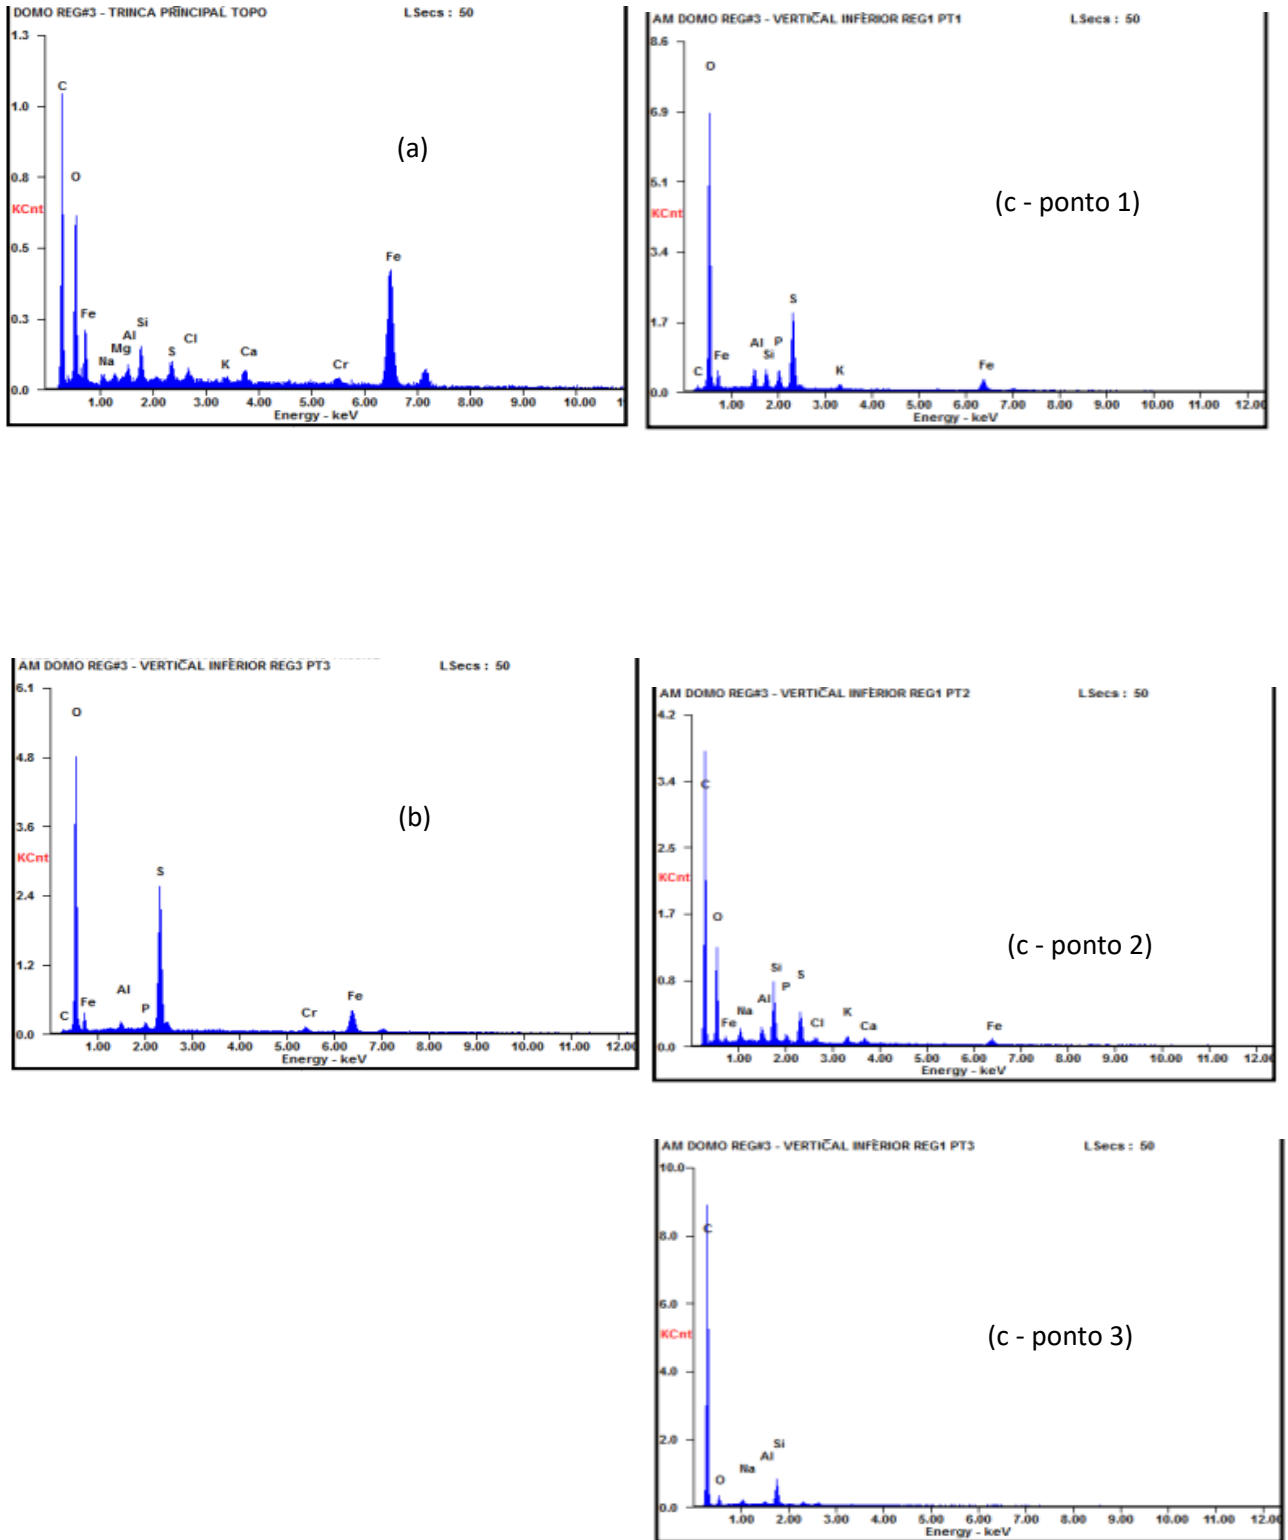 DOMO REG#3 - TRINCA PRINCIPAL TOPO LSecs : 50
1.3
C
1.0
(a)
O
0.8
KCnt
0.5
Fe
0.3
Fe Na Mg Al Si S Cl K Ca Cr
0.0
1.00 2.00 3.00 4.00 5.00 6.00 7.00 8.00 9.00 10.00
Energy - keV
AM DOMO REG#3 - VERTICAL INFERIOR REG1 PT1 LSecs : 50
8.6
O
6.9
5.1
(c - ponto 1)
KCnt
3.4
S
1.7
C Fe Al Si P K Fe
0.0
1.00 2.00 3.00 4.00 5.00 6.00 7.00 8.00 9.00 10.00 11.00 12.00
Energy - keV
AM DOMO REG#3 - VERTICAL INFERIOR REG3 PT3 LSecs : 50
6.1
O
4.8
(b)
3.6
KCnt
S
2.4
1.2
C Fe Al P Cr Fe
0.0
1.00 2.00 3.00 4.00 5.00 6.00 7.00 8.00 9.00 10.00 11.00 12.00
Energy - keV
AM DOMO REG#3 - VERTICAL INFERIOR REG1 PT2 LSecs : 50
4.2
3.4
C
2.5
KCnt
1.7
O
(c - ponto 2)
0.8
Fe Na Al Si P S Cl K Ca Fe
0.0
1.00 2.00 3.00 4.00 5.00 6.00 7.00 8.00 9.00 10.00 11.00 12.00
Energy - keV
AM DOMO REG#3 - VERTICAL INFERIOR REG1 PT3 LSecs : 50
10.0
C
8.0
6.0
KCnt
(c - ponto 3)
4.0
2.0
O Na Al Si
0.0
1.00 2.00 3.00 4.00 5.00 6.00 7.00 8.00 9.00 10.00 11.00 12.00
Energy - keV